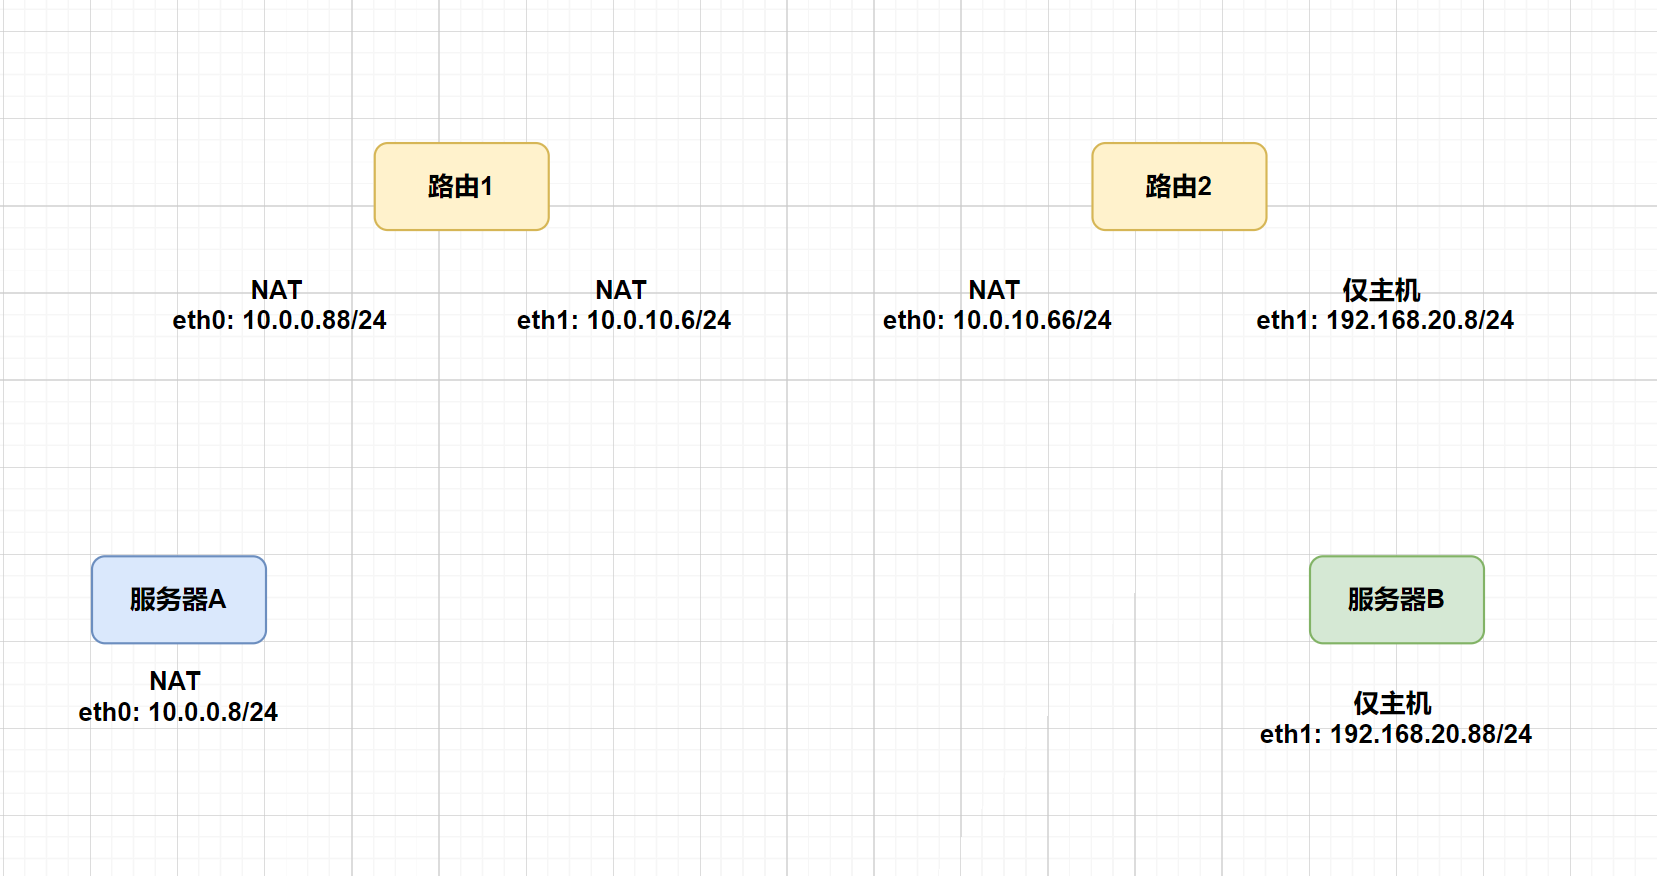 路由1
路由2
NAT
eth0: 10.0.0.88/24
NAT
eth1: 10.0.10.6/24
NAT
eth0: 10.0.10.66/24
仅主机
eth1: 192.168.20.8/24
服务器A
服务器B
NAT
eth0: 10.0.0.8/24
仅主机
eth1: 192.168.20.88/24